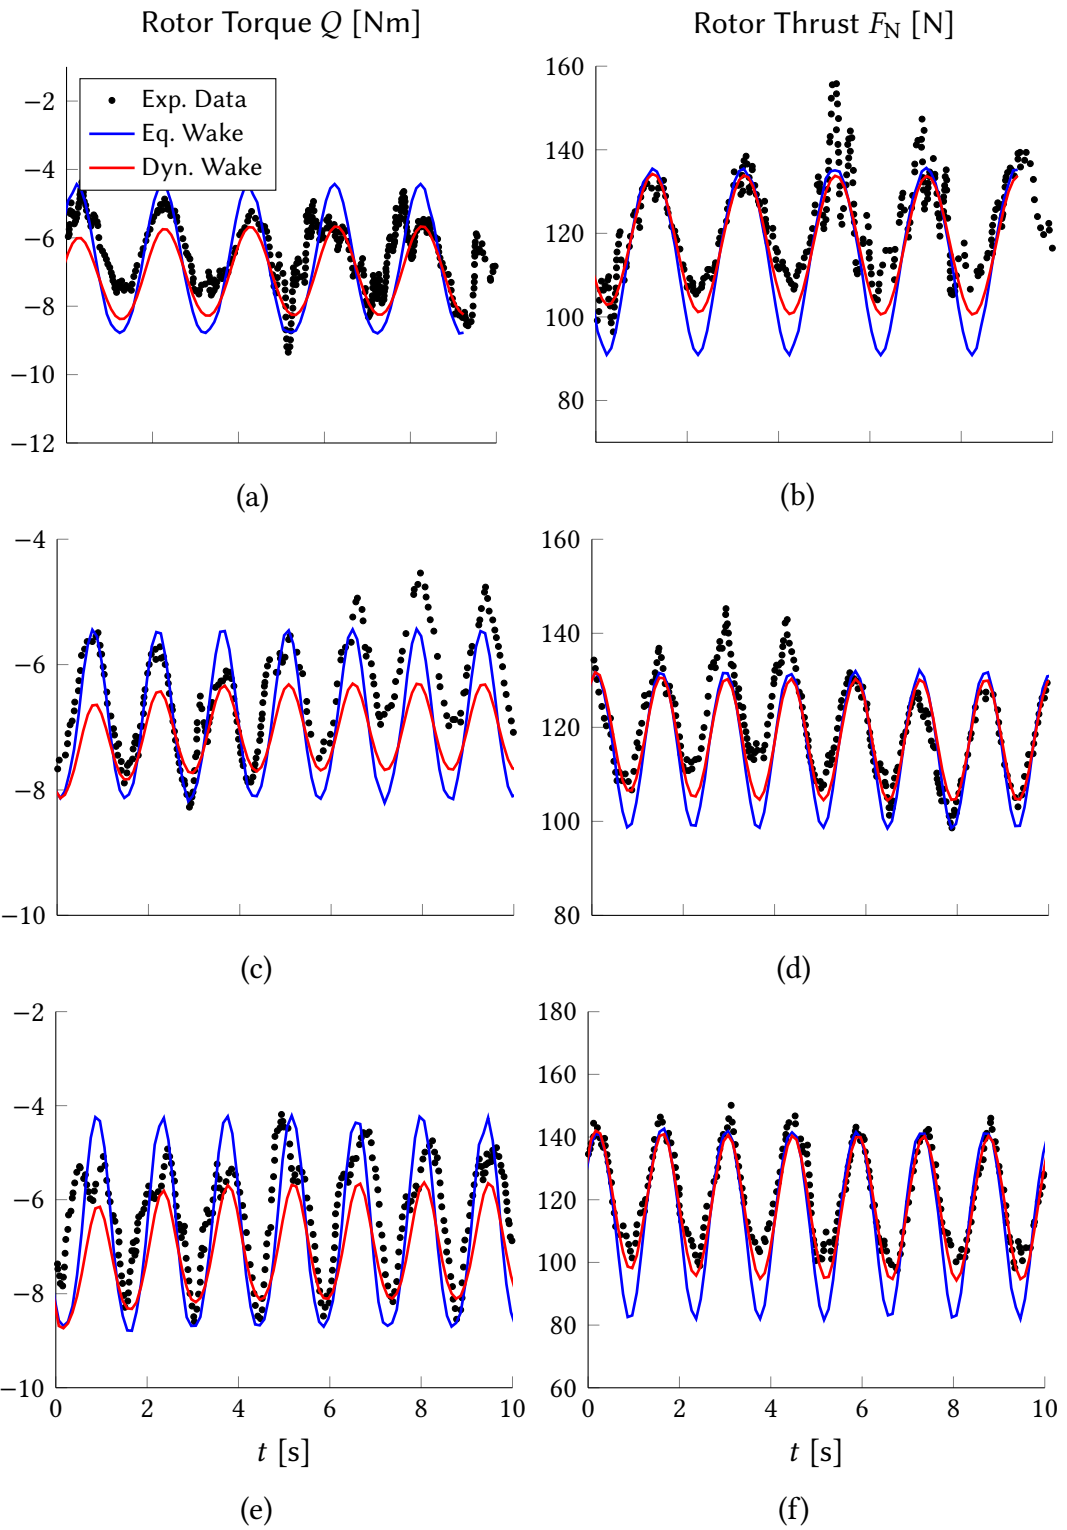 Rotor Torque Q [Nm]
Rotor Thrust F_N [N]
−2
−4
−6
−8
−10
−12
Exp. Data
Eq. Wake
Dyn. Wake
(a)
160
140
120
100
80
(b)
−4
−6
−8
−10
(c)
160
140
120
100
80
(d)
−2
−4
−6
−8
−10
0 2 4 6 8 10
t [s]
(e)
180
160
140
120
100
80
60
0 2 4 6 8 10
t [s]
(f)